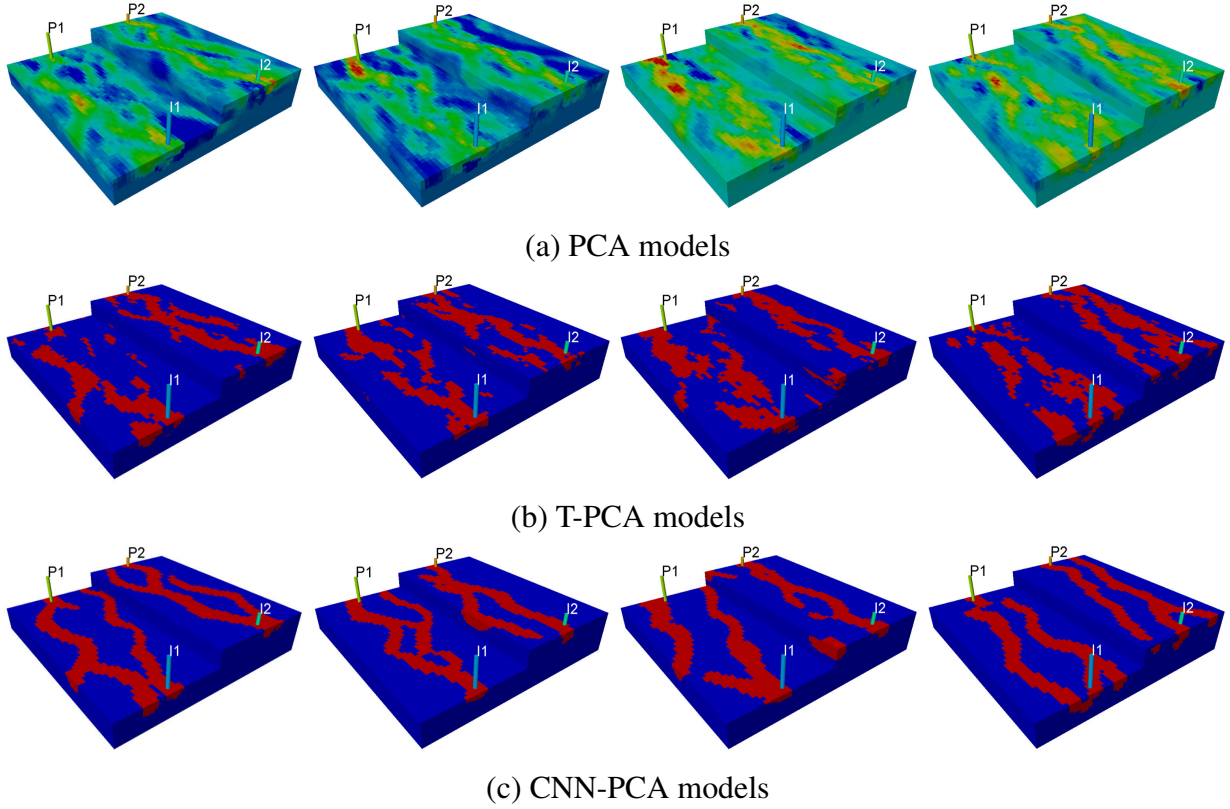 P1 P2 I1 I2 P1 P2 I1 I2 P1 P2 I1 I2 P1 P2 I1 I2
(a) PCA models
P1 P2 I1 I2 P1 P2 I1 I2 P1 P2 I1 I2 P1 P2 I1 I2
(b) T-PCA models
P1 P2 I1 I2 P1 P2 I1 I2 P1 P2 I1 I2 P1 P2 I1 I2
(c) CNN-PCA models